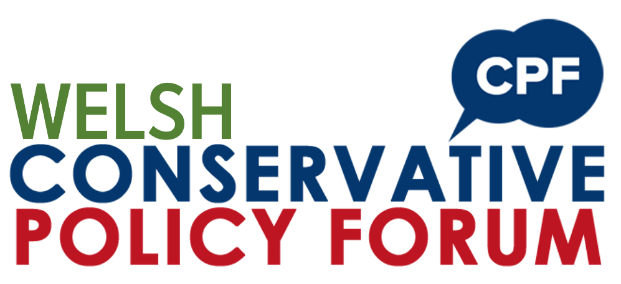 CPF
WELSH
CONSERVATIVE
POLICY FORUM